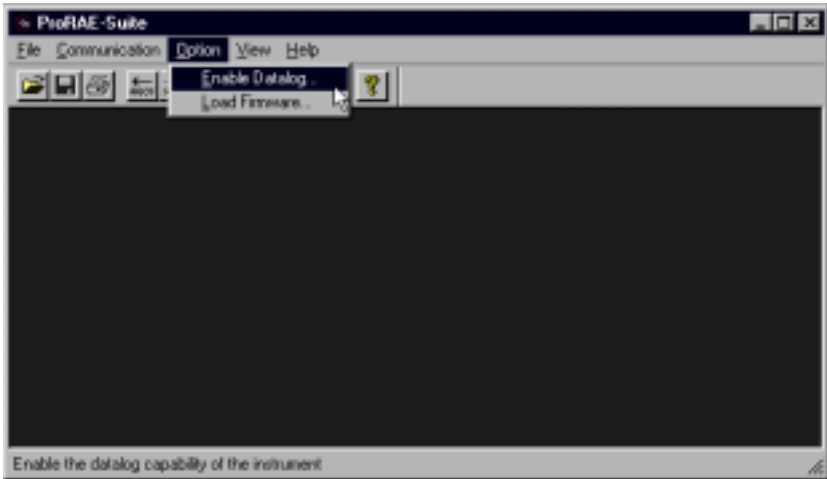 ProRAE-Suite
File Communication Option View Help
Enable Datalog...
Load Firmware...
Enable the datalog capability of the instrument